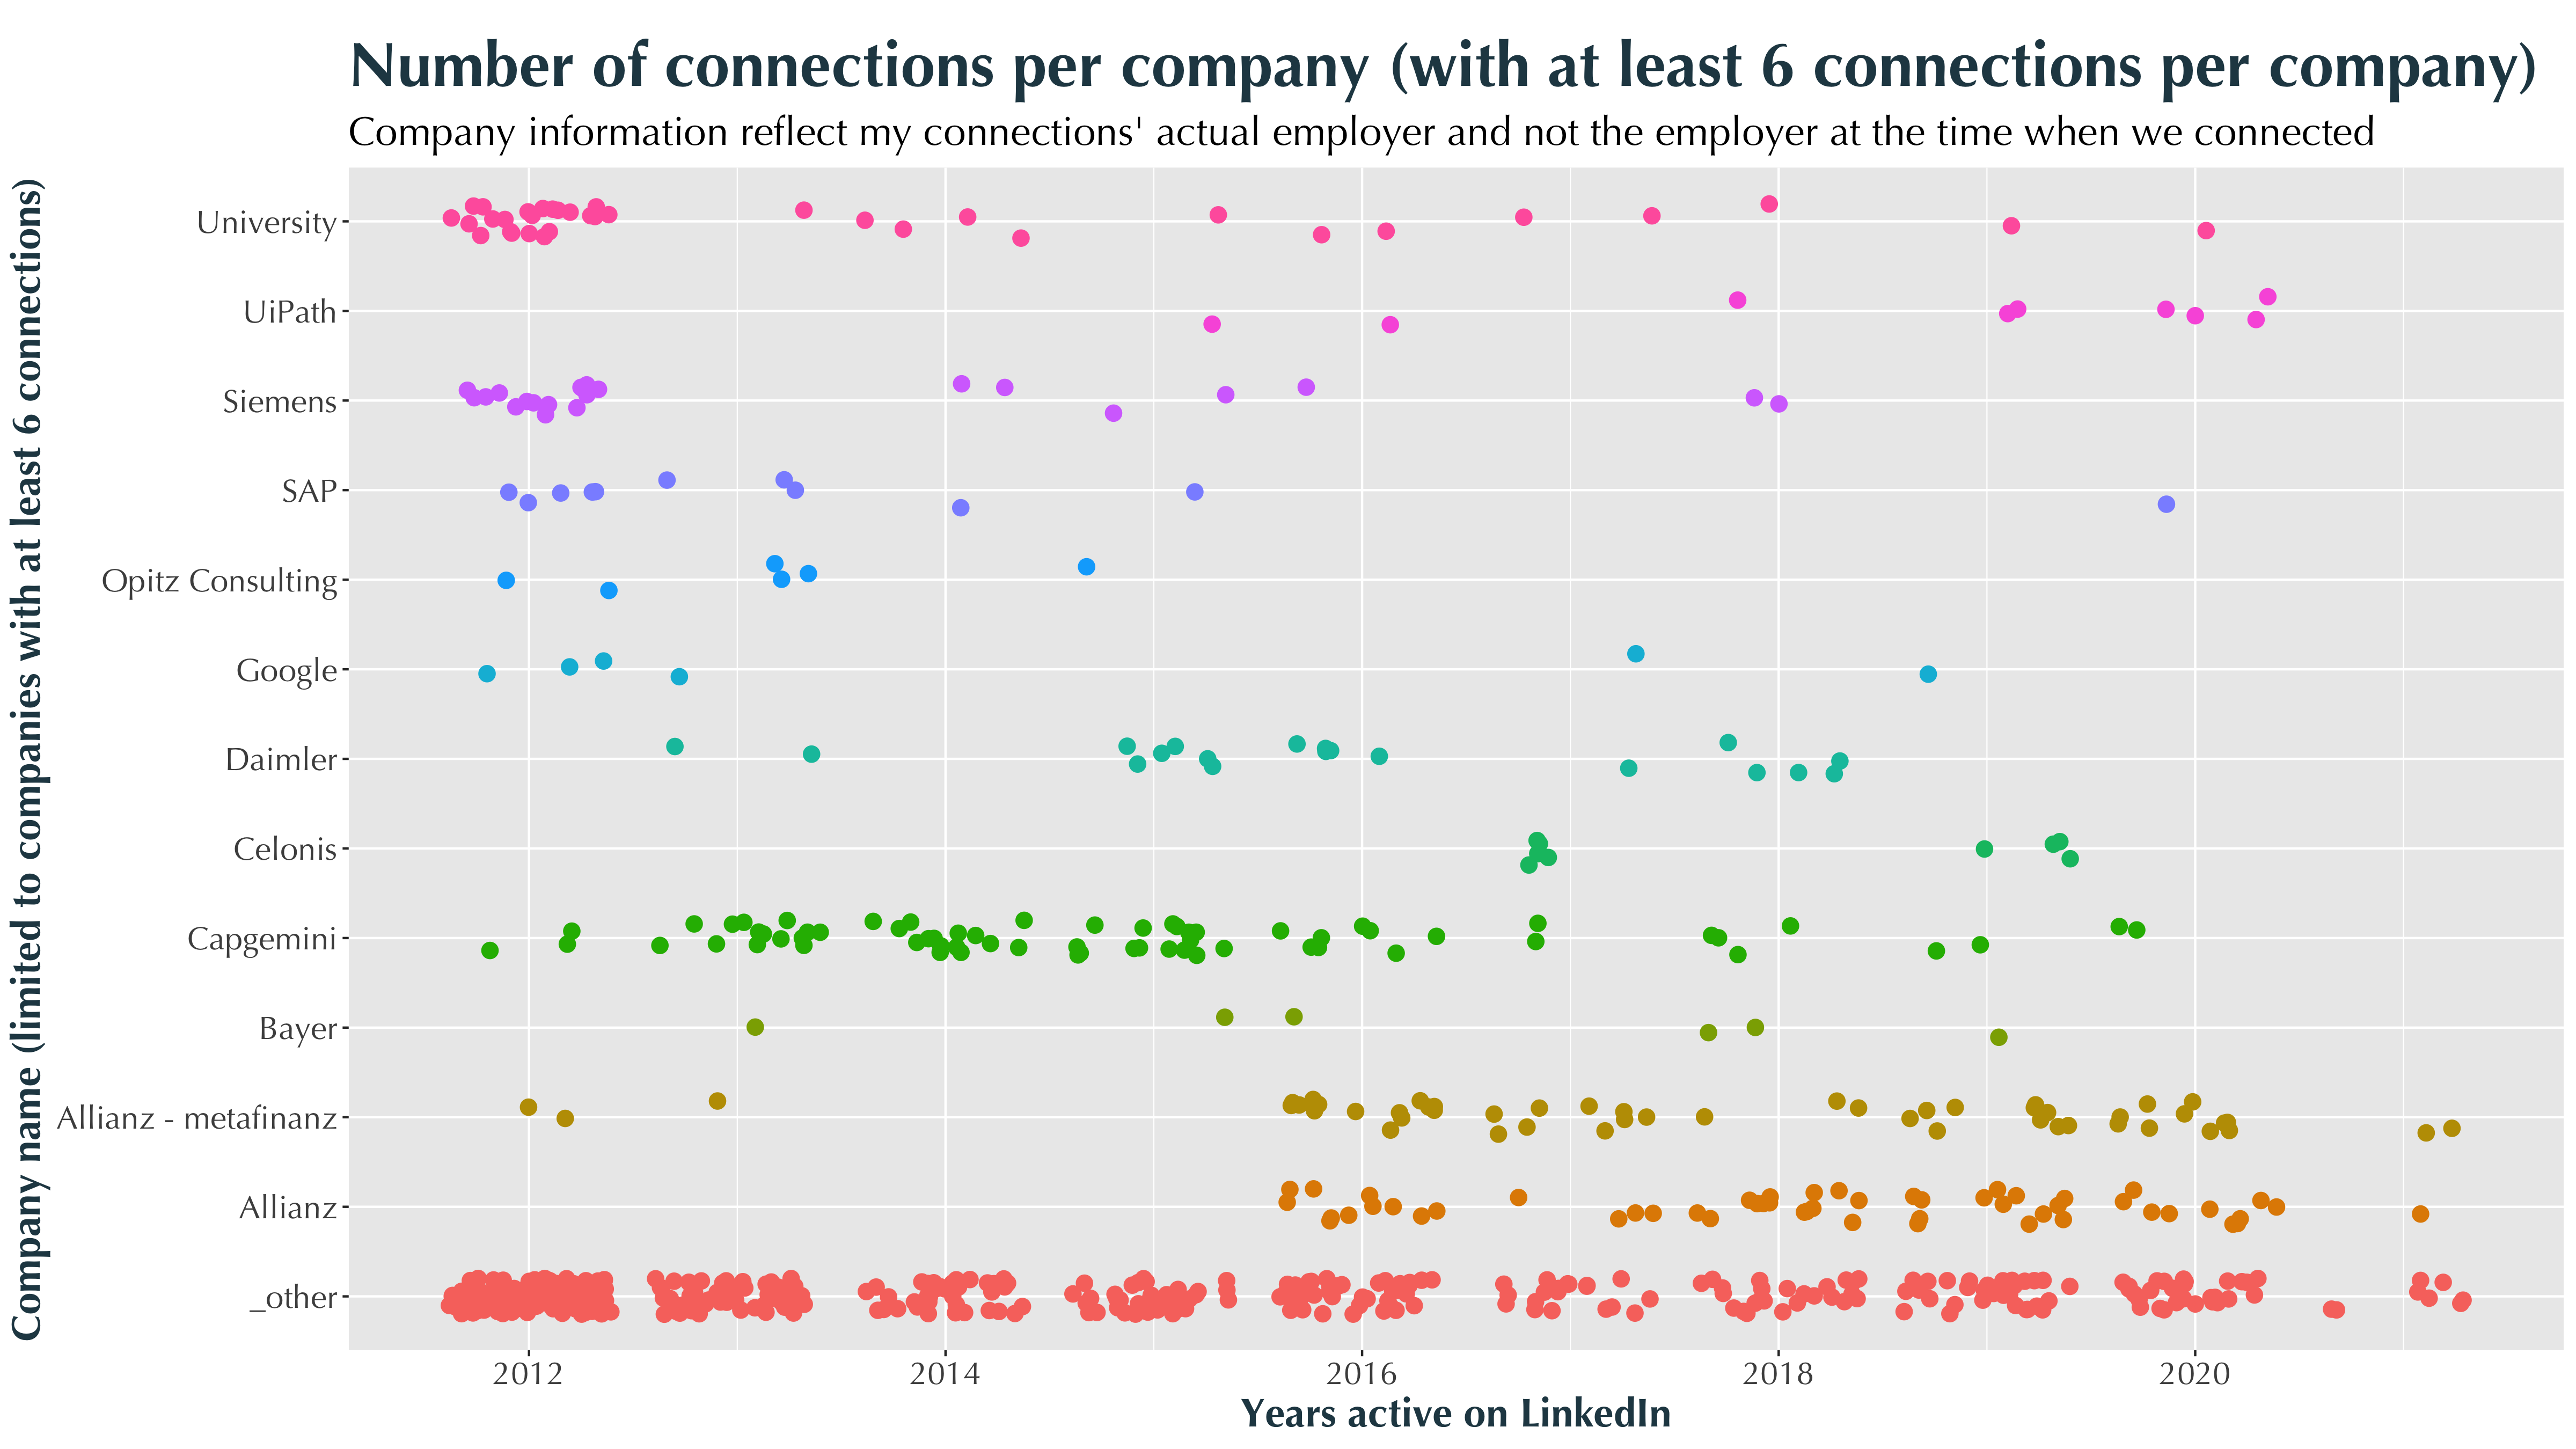 Number of connections per company (with at least 6 connections per company)
Company information reflect my connections' actual employer and not the employer at the time when we connected
Company name (limited to companies with at least 6 connections)
University
UiPath
Siemens
SAP
Opitz Consulting
Google
Daimler
Celonis
Capgemini
Bayer
Allianz - metafinanz
Allianz
_other
2012 2014 2016 2018 2020
Years active on LinkedIn